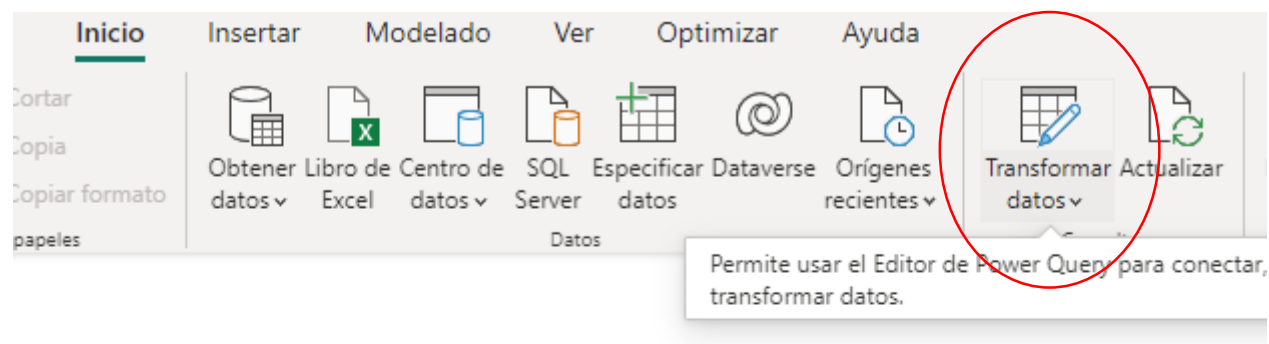 Inicio Insertar Modelado Ver Optimizar Ayuda
Cortar
Copia
Copiar formato
papeles
Obtener datos
Libro de Excel
Centro de datos
SQL Server
Especificar datos
Dataverse
Orígenes recientes
Datos
Transformar datos
Actualizar
Permite usar el Editor de Power Query para conectar,
transformar datos.